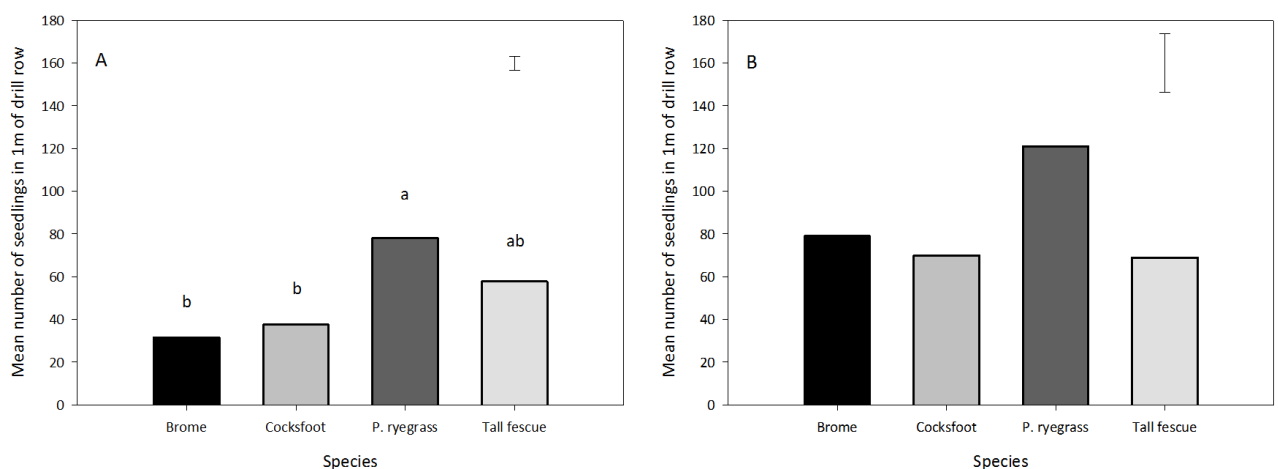 A
Mean number of seedlings in 1m of drill row
180
160
140
120
100
80
60
40
20
0
b
b
a
ab
Brome
Cocksfoot
P. ryegrass
Tall fescue
Species
B
Mean number of seedlings in 1m of drill row
180
160
140
120
100
80
60
40
20
0
Brome
Cocksfoot
P. ryegrass
Tall fescue
Species